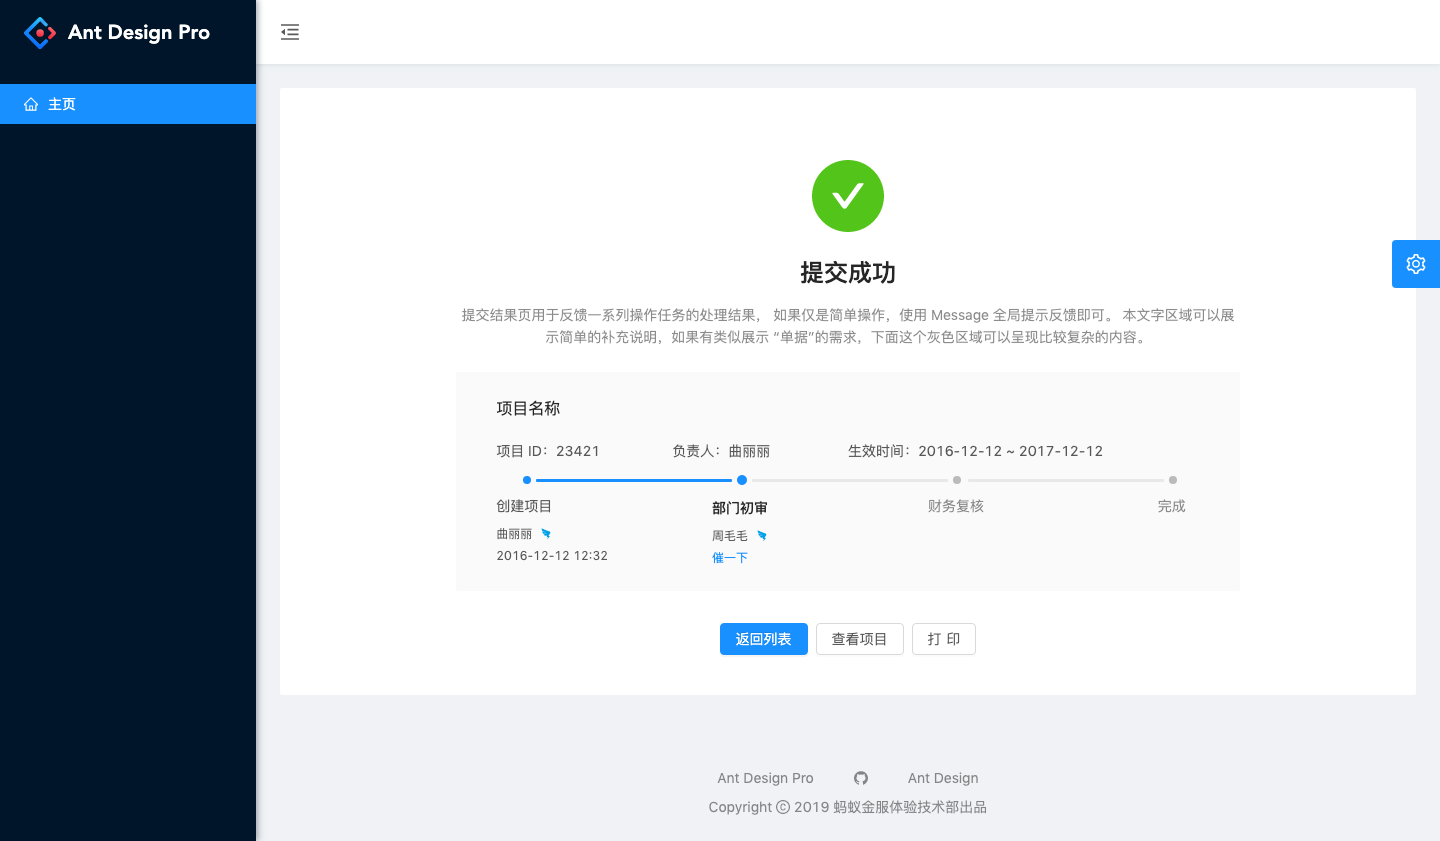 Ant Design Pro
主页
提交成功
提交结果页用于反馈一系列操作任务的处理结果， 如果仅是简单操作，使用 Message 全局提示反馈即可。 本文字区域可以展
示简单的补充说明，如果有类似展示 “单据”的需求，下面这个灰色区域可以呈现比较复杂的内容。
项目名称
项目 ID：23421 负责人：曲丽丽 生效时间：2016-12-12 ~ 2017-12-12
创建项目 部门初审 财务复核 完成
曲丽丽 周毛毛
2016-12-12 12:32 催一下
返回列表 查看项目 打 印
Ant Design Pro Ant Design
Copyright © 2019 蚂蚁金服体验技术部出品